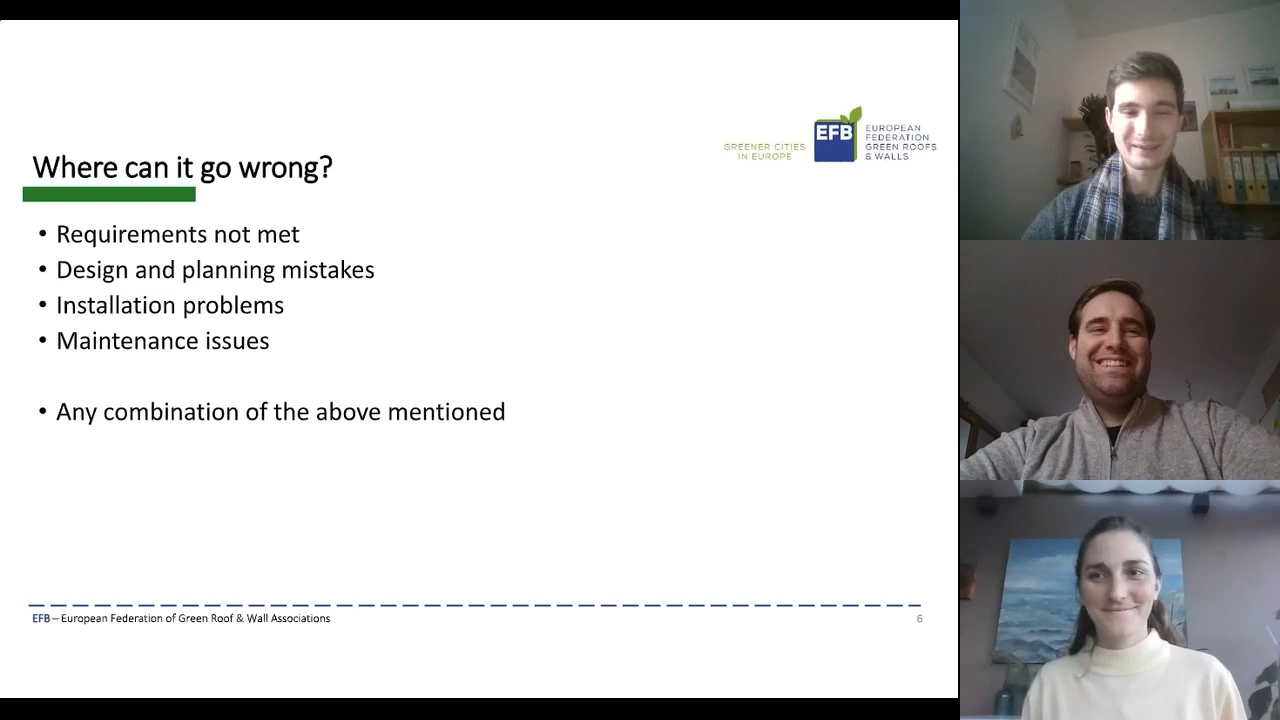 GREENER CITIES
IN EUROPE
EFB
EUROPEAN
FEDERATION
GREEN ROOFS
& WALLS
Where can it go wrong?
• Requirements not met
• Design and planning mistakes
• Installation problems
• Maintenance issues
• Any combination of the above mentioned
EFB – European Federation of Green Roof & Wall Associations
6